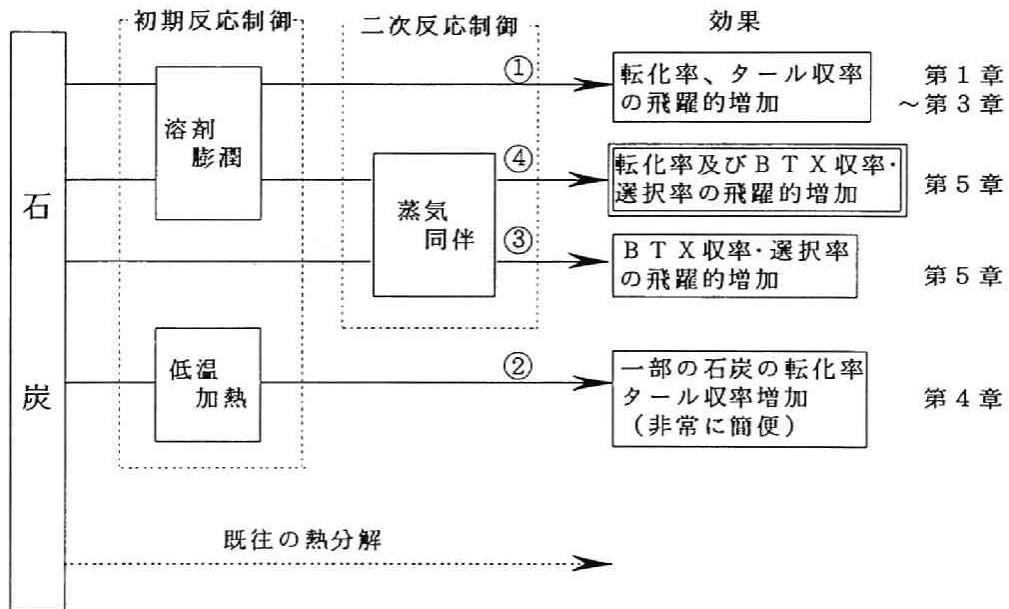 初期反応制御
二次反応制御
効果
石
炭
溶剤
膨潤
蒸気
同伴
低温
加熱
①
転化率、タール収率
の飛躍的増加
第1章
～第3章
④
転化率及びBTX収率・
選択率の飛躍的増加
第5章
③
BTX収率・選択率
の飛躍的増加
第5章
②
一部の石炭の転化率
タール収率増加
(非常に簡便)
第4章
既往の熱分解